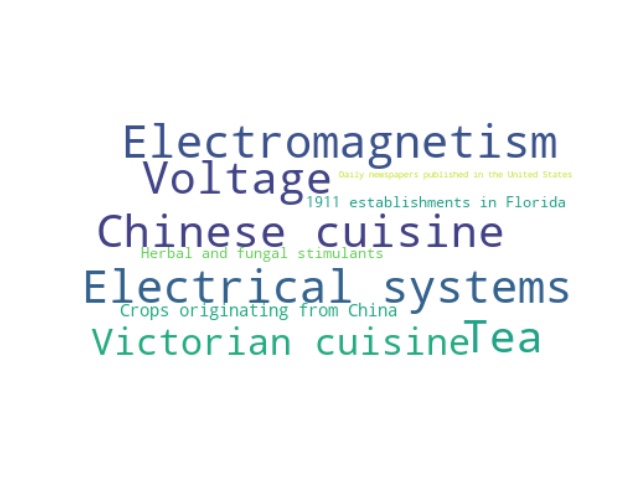 Electromagnetism
Voltage
Daily newspapers published in the United States
1911 establishments in Florida
Chinese cuisine
Herbal and fungal stimulants
Electrical systems
Crops originating from China
Victorian cuisine
Tea